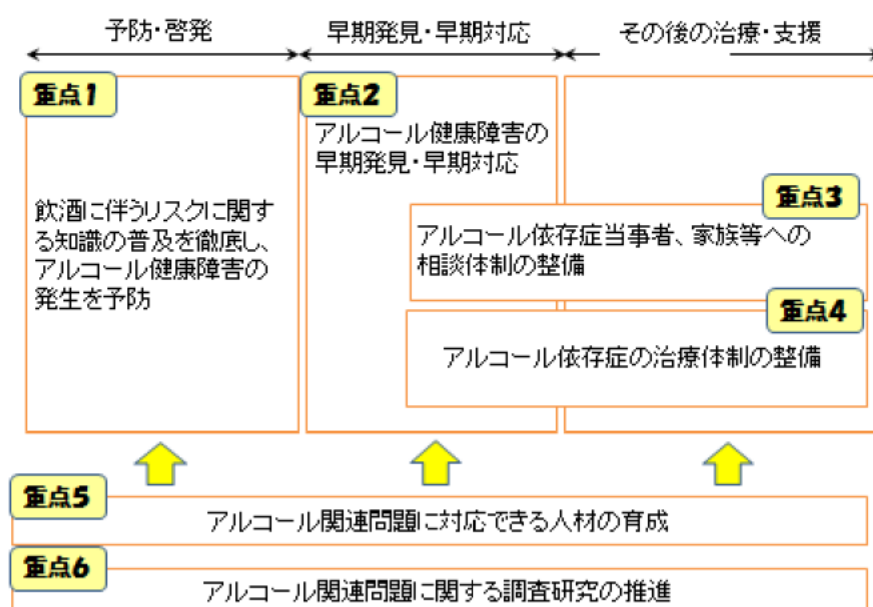 予防・啓発
早期発見・早期対応
その後の治療・支援
重点1
飲酒に伴うリスクに関す
る知識の普及を徹底し、
アルコール健康障害の
発生を予防
重点2
アルコール健康障害の
早期発見・早期対応
重点3
アルコール依存症当事者、家族等への
相談体制の整備
重点4
アルコール依存症の治療体制の整備
重点5
アルコール関連問題に対応できる人材の育成
重点6
アルコール関連問題に関する調査研究の推進